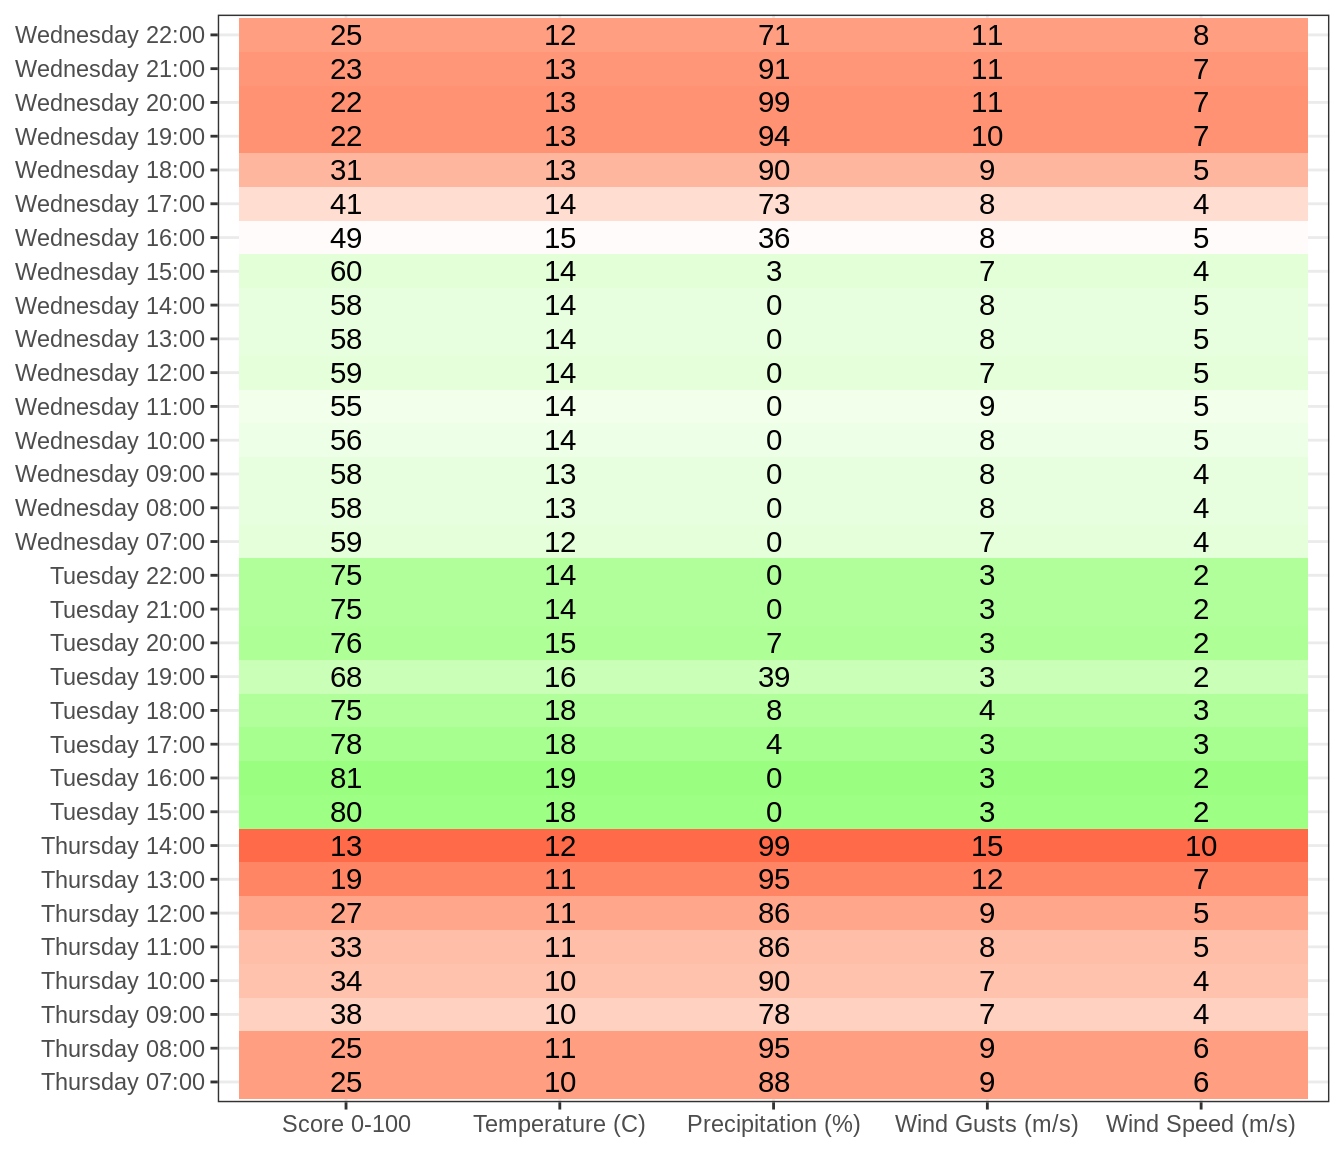 Wednesday 22:00 25 12 71 11 8
Wednesday 21:00 23 13 91 11 7
Wednesday 20:00 22 13 99 11 7
Wednesday 19:00 22 13 94 10 7
Wednesday 18:00 31 13 90 9 5
Wednesday 17:00 41 14 73 8 4
Wednesday 16:00 49 15 36 8 5
Wednesday 15:00 60 14 3 7 4
Wednesday 14:00 58 14 0 8 5
Wednesday 13:00 58 14 0 8 5
Wednesday 12:00 59 14 0 7 5
Wednesday 11:00 55 14 0 9 5
Wednesday 10:00 56 14 0 8 5
Wednesday 09:00 58 13 0 8 4
Wednesday 08:00 58 13 0 8 4
Wednesday 07:00 59 12 0 7 4
Tuesday 22:00 75 14 0 3 2
Tuesday 21:00 75 14 0 3 2
Tuesday 20:00 76 15 7 3 2
Tuesday 19:00 68 16 39 3 2
Tuesday 18:00 75 18 8 4 3
Tuesday 17:00 78 18 4 3 3
Tuesday 16:00 81 19 0 3 2
Tuesday 15:00 80 18 0 3 2
Thursday 14:00 13 12 99 15 10
Thursday 13:00 19 11 95 12 7
Thursday 12:00 27 11 86 9 5
Thursday 11:00 33 11 86 8 5
Thursday 10:00 34 10 90 7 4
Thursday 09:00 38 10 78 7 4
Thursday 08:00 25 11 95 9 6
Thursday 07:00 25 10 88 9 6
Score 0-100 Temperature (C) Precipitation (%) Wind Gusts (m/s) Wind Speed (m/s)